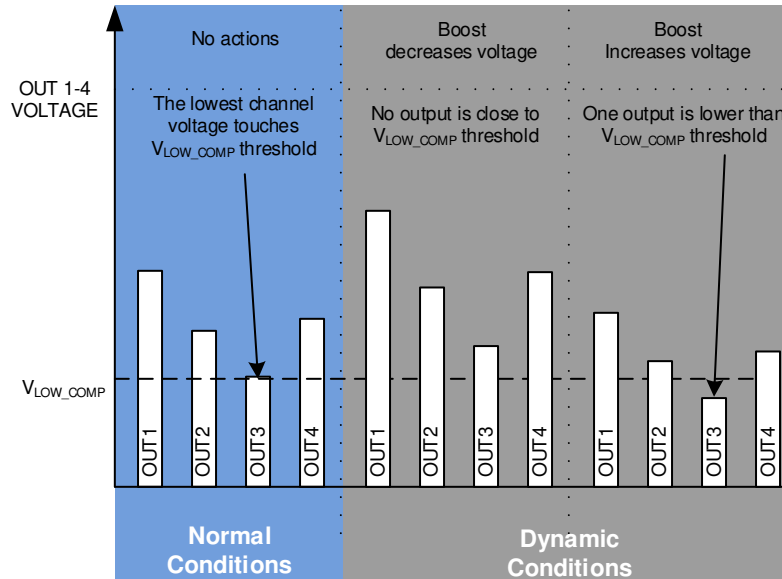 OUT 1-4
VOLTAGE
No actions
The lowest channel
voltage touches
VLOW_COMP threshold
Boost
decreases voltage
No output is close to
VLOW_COMP threshold
Boost
Increases voltage
One output is lower than
VLOW_COMP threshold
VLOW_COMP
OUT1
OUT2
OUT3
OUT4
OUT1
OUT2
OUT3
OUT4
OUT1
OUT2
OUT3
OUT4
Normal
Conditions
Dynamic
Conditions